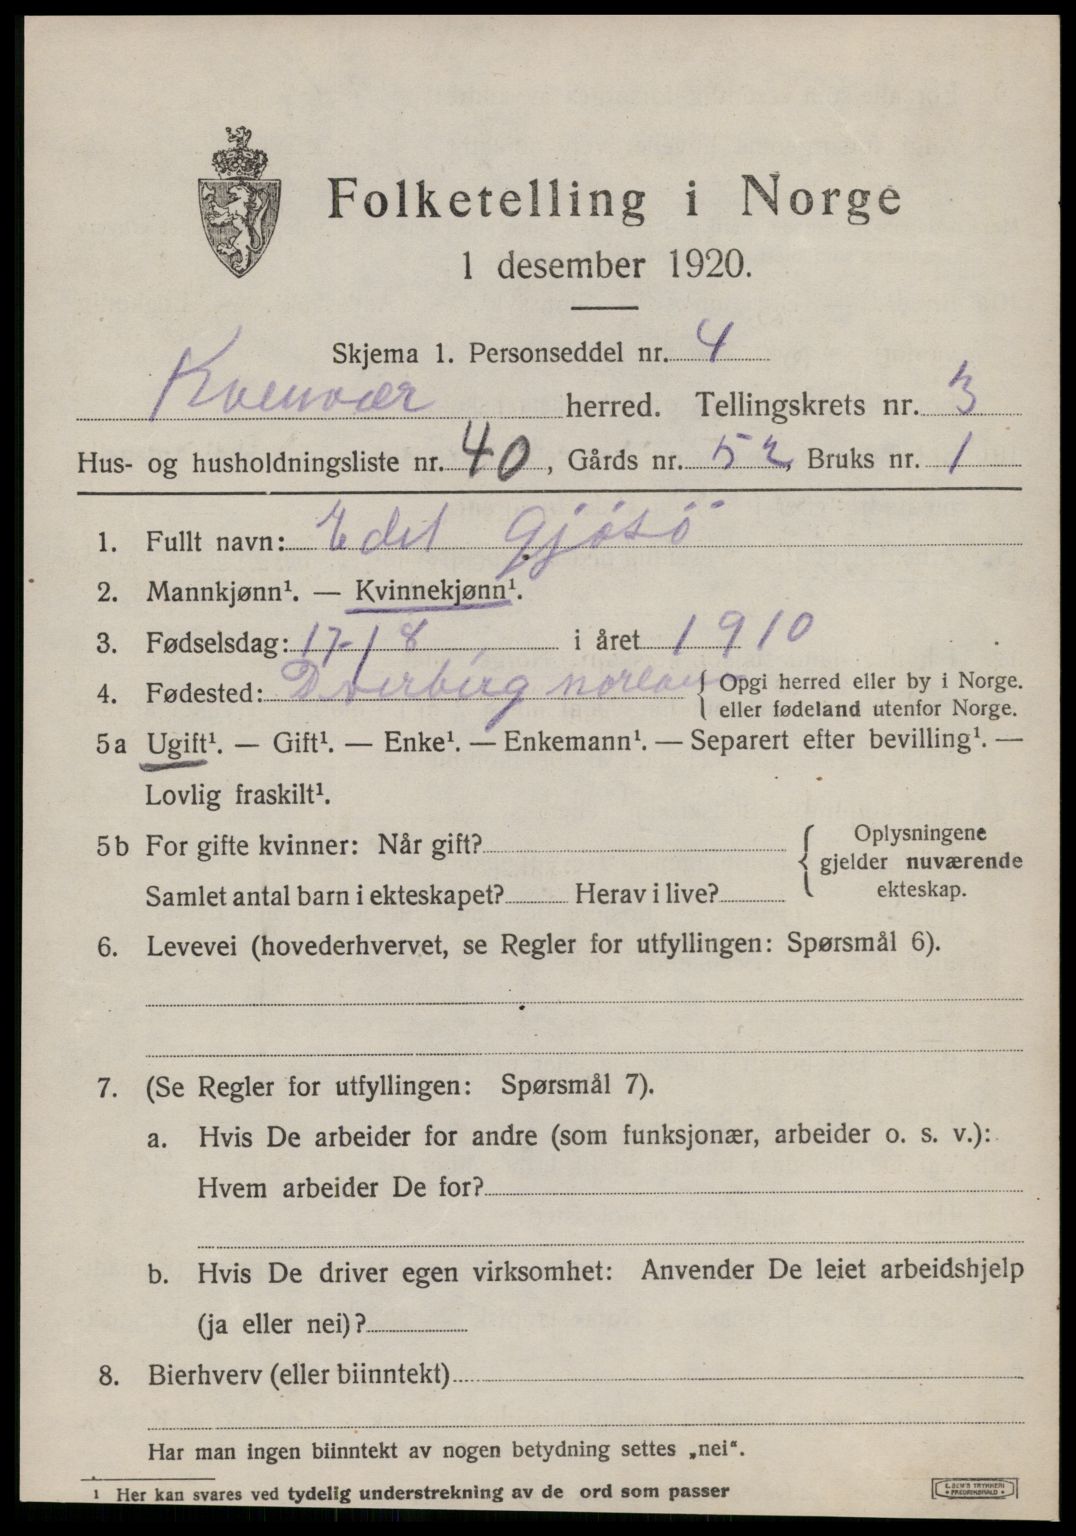 Folketelling i Norge
1 desember 1920.
Skjema 1. Personseddel nr. 4
Kvenvær herred. Tellingskrets nr. 3
Hus- og husholdningsliste nr. 40, Gårds nr. 52, Bruks nr. 1
1. Fullt navn: Edit Gjøsö
2. Mannkjønn¹. — Kvinnekjønn¹.
3. Fødselsdag: 17-/8 i året 1910
4. Fødested: Dverbirg { Opgi herred eller by i Norge.
{ eller fødeland utenfor Norge.
5a Ugift¹. — Gift¹. — Enke¹. — Enkemann¹. — Separert efter bevilling¹. —
Lovlig fraskilt¹.
5b For gifte kvinner: Når gift? { Oplysningene
gjelder nuværende
Samlet antal barn i ekteskapet? Herav i live? ekteskap.
6. Levevei (hovederhvervet, se Regler for utfyllingen: Spørsmål 6).
7. (Se Regler for utfyllingen: Spørsmål 7).
a. Hvis De arbeider for andre (som funksjonær, arbeider o. s. v.):
Hvem arbeider De for?
b. Hvis De driver egen virksomhet: Anvender De leiet arbeidshjelp
(ja eller nei)?
8. Bierhverv (eller biinntekt)
Har man ingen biinntekt av nogen betydning settes „nei“.
¹ Her kan svares ved tydelig understrekning av de ord som passer